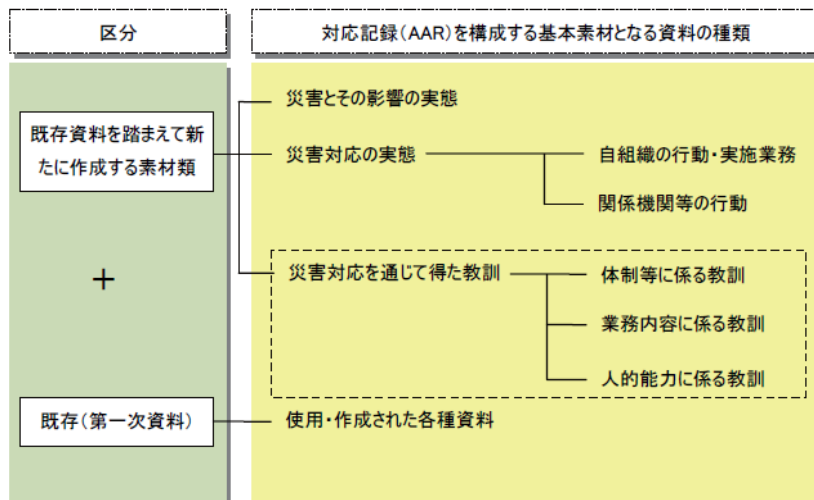 区分
対応記録(AAR)を構成する基本素材となる資料の種類
既存資料を踏まえて新
たに作成する素材類
災害とその影響の実態
災害対応の実態
自組織の行動・実施業務
関係機関等の行動
+
災害対応を通じて得た教訓
体制等に係る教訓
業務内容に係る教訓
人的能力に係る教訓
既存(第一次資料)
使用・作成された各種資料